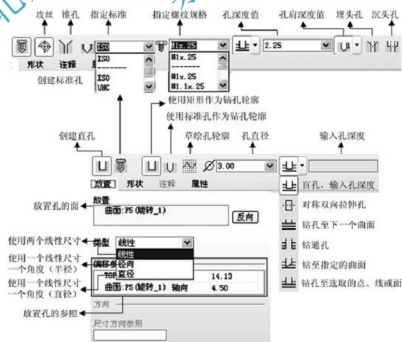 攻丝 锥孔 指定标准 指定螺纹规格 孔深度值 孔肩深度值 埋头孔 沉头孔
ISO M1x.25 2.25
ISO
ISO
UNC
M1x.25
M1x.25
M1.1x.25
形状 注释
创建标准孔
使用矩形作为钻孔轮廓
使用标准孔作为钻孔轮廓
创建直孔 草绘孔轮廓 孔直径 输入孔深度
3.00
放置 形状 注释 属性
盲孔，输入孔深度
放置孔的面
放置
曲面:F5(旋转_1)
反向
对称双向拉伸孔
钻孔至下一个曲面
使用两个线性尺寸
类型 线性
钻通孔
使用一个线性尺寸
一个角度（半径）
线性
径向
直径
偏移参
钻至指定的曲面
使用一个线性尺寸
一个角度（直径）
14.13
曲面:F5(旋转_1) 轴向 4.50
钻孔至选取的点、线或面
放置孔的参照
方向
尺寸方向参照